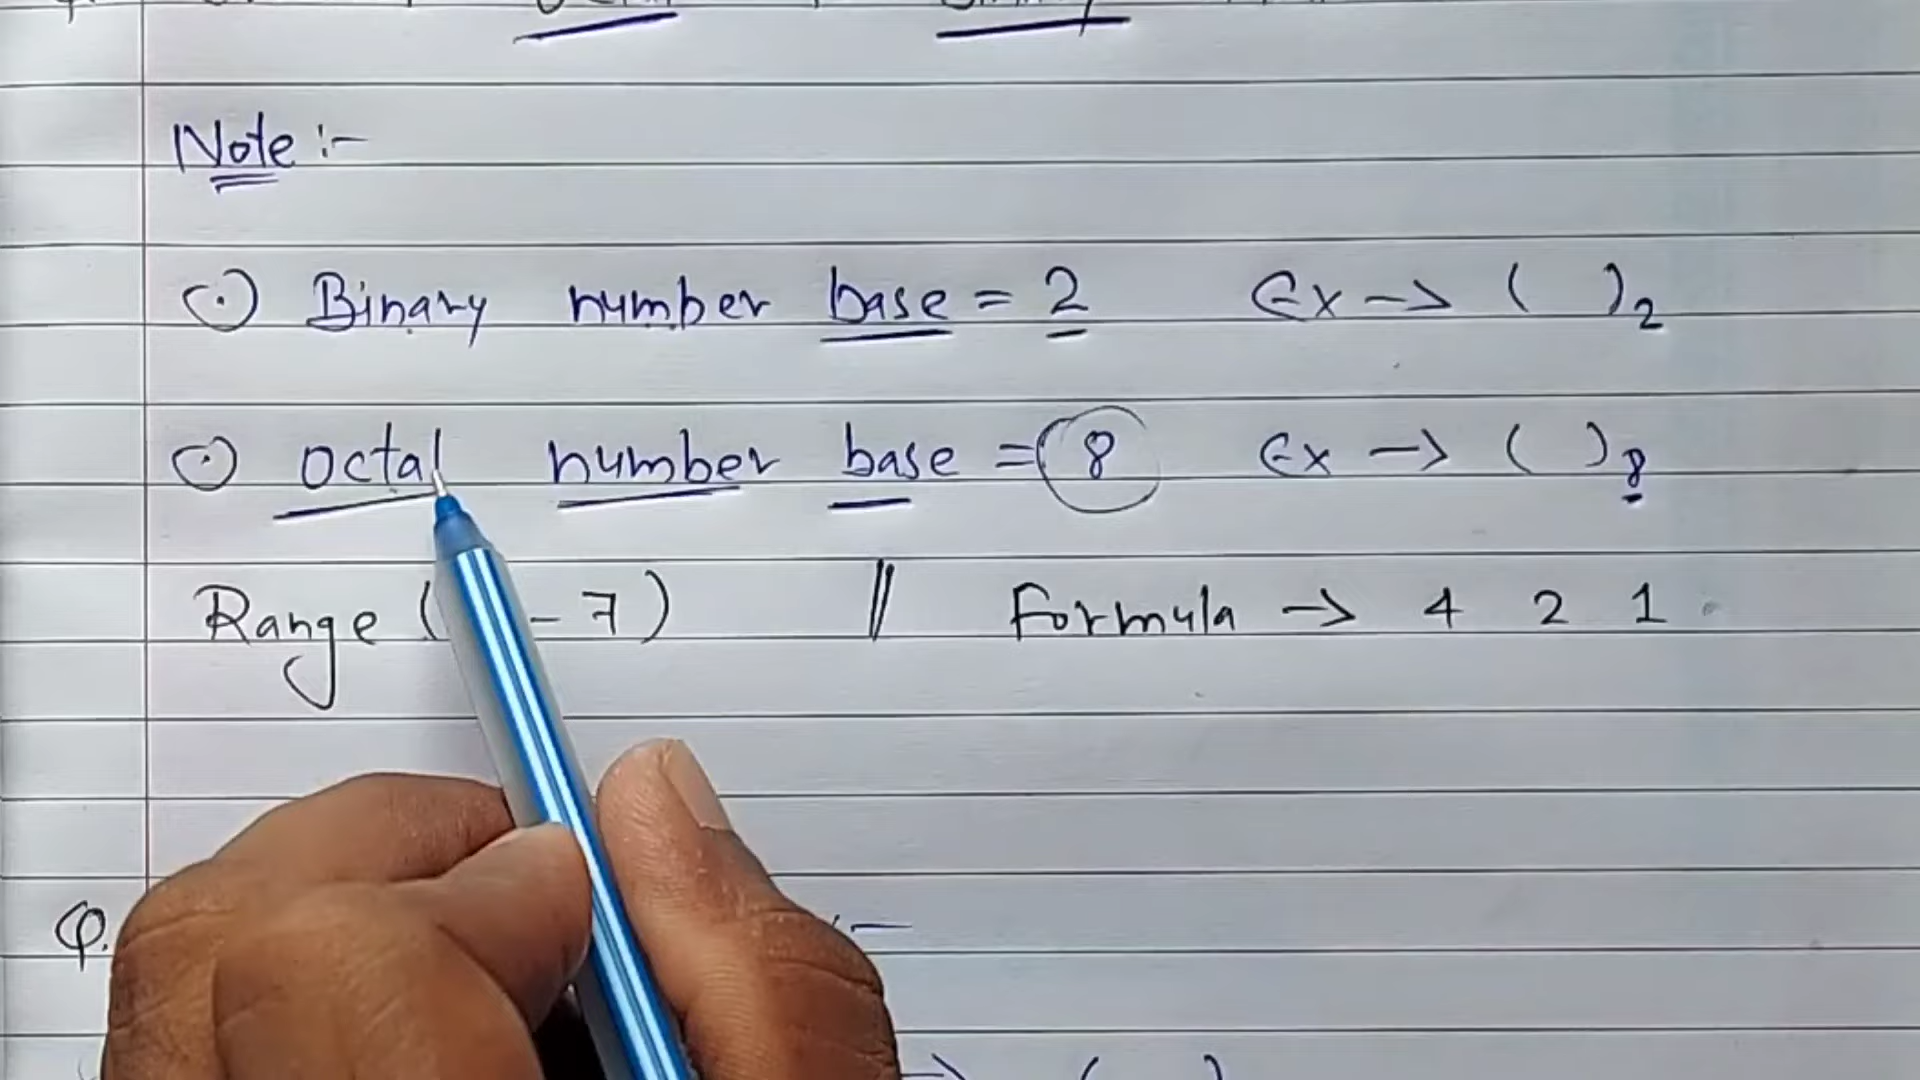 Note :-
⊙ Binary number base = 2 Ex -> ( )2
⊙ Octal number base = 8 Ex -> ( )8
Range ( - 7 ) || Formula -> 4 2 1
Q. :-
-> ( )